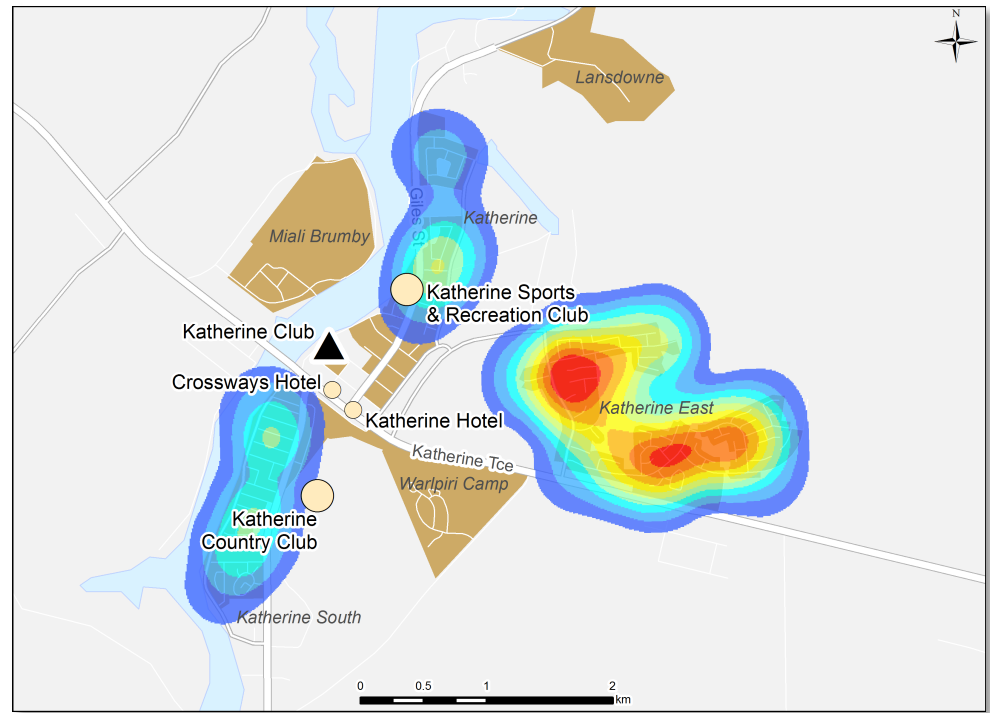 N
Lansdowne
Giles St
Katherine
Miali Brumby
Katherine Sports
& Recreation Club
Katherine Club
Crossways Hotel
Katherine East
Katherine Hotel
Katherine Tce
Warlpiri Camp
Katherine
Country Club
Katherine South
0 0.5 1 2
km